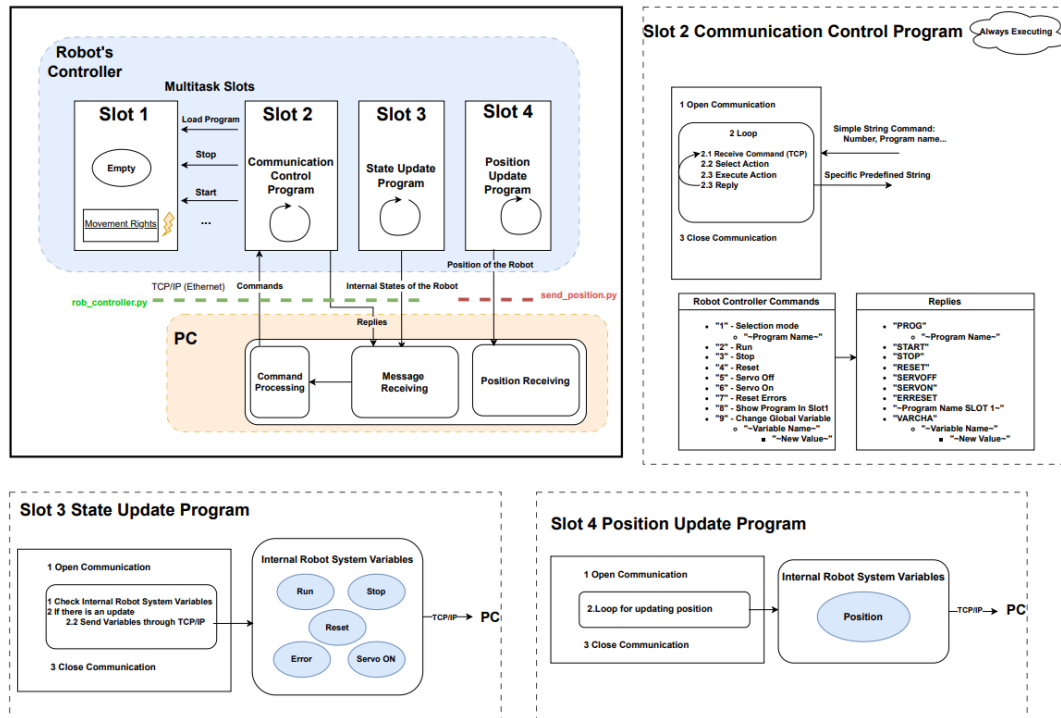 Robot's
Controller
Multitask Slots
Slot 1
Empty
Movement Rights
Load Program
Stop
Start
...
Slot 2
Communication
Control
Program
Slot 3
State Update
Program
Slot 4
Position
Update
Program
Position of the Robot
TCP/IP (Ethernet)
Commands
Internal States of the Robot
rob_controller.py
send_position.py
Replies
PC
Command
Processing
Message
Receiving
Position Receiving
Slot 2 Communication Control Program
Always Executing
1 Open Communication
2 Loop
2.1 Receive Command (TCP)
2.2 Select Action
2.3 Execute Action
2.3 Reply
3 Close Communication
Simple String Command:
Number, Program name...
Specific Predefined String
Robot Controller Commands
"1" - Selection mode
"~Program Name~"
"2" - Run
"3" - Stop
"4" - Reset
"5" - Servo Off
"6" - Servo On
"7" - Reset Errors
"8" - Show Program In Slot1
"9" - Change Global Variable
"~Variable Name~"
"~New Value~"
Replies
"PROG"
"~Program Name~"
"START"
"STOP"
"RESET"
"SERVOFF"
"SERVON"
"ERRESET"
"~Program Name SLOT 1~"
"VARCHA"
"~Variable Name~"
"~New Value~"
Slot 3 State Update Program
1 Open Communication
1 Check Internal Robot System Variables
2 If there is an update
2.2 Send Variables through TCP/IP
3 Close Communication
Internal Robot System Variables
Run
Stop
Reset
Error
Servo ON
TCP/IP
PC
Slot 4 Position Update Program
1 Open Communication
2.Loop for updating position
3 Close Communication
Internal Robot System Variables
Position
TCP/IP
PC